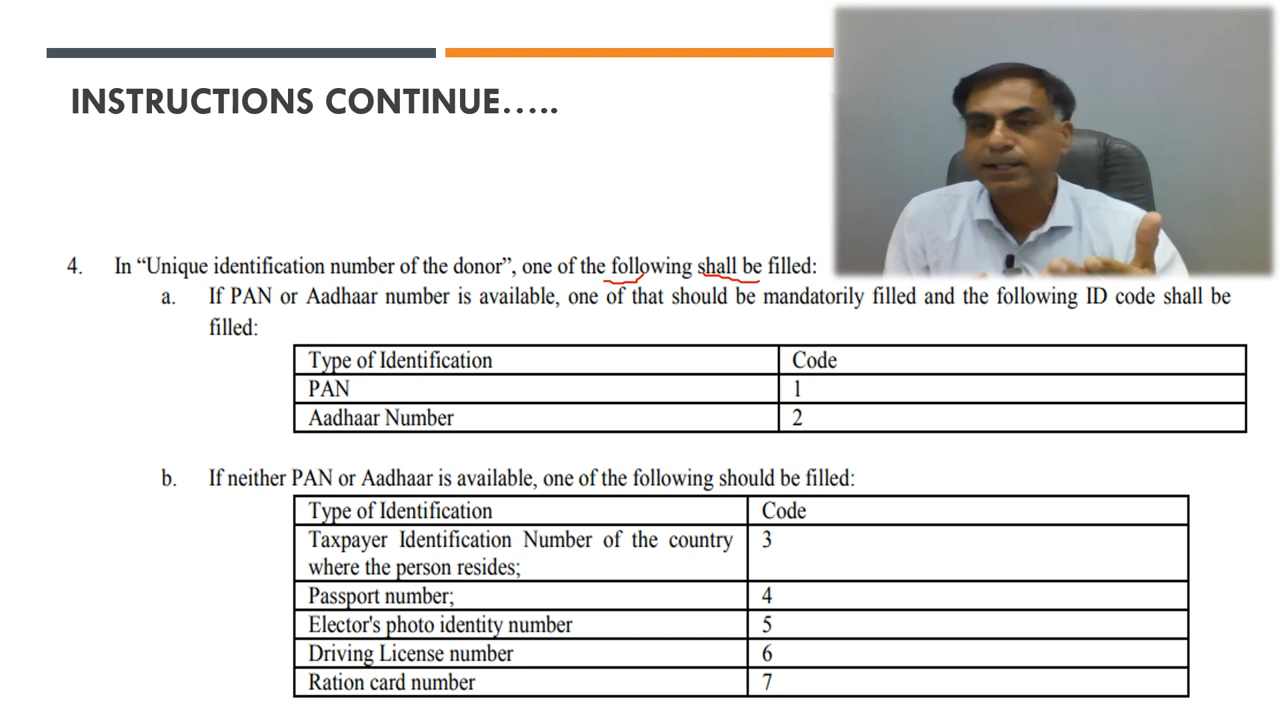 INSTRUCTIONS CONTINUE.....
4. In “Unique identification number of the donor”, one of the following shall be filled:
a. If PAN or Aadhaar number is available, one of that should be mandatorily filled and the following ID code shall be
filled:
Type of Identification Code
PAN 1
Aadhaar Number 2
b. If neither PAN or Aadhaar is available, one of the following should be filled:
Type of Identification Code
Taxpayer Identification Number of the country 3
where the person resides;
Passport number; 4
Elector's photo identity number 5
Driving License number 6
Ration card number 7